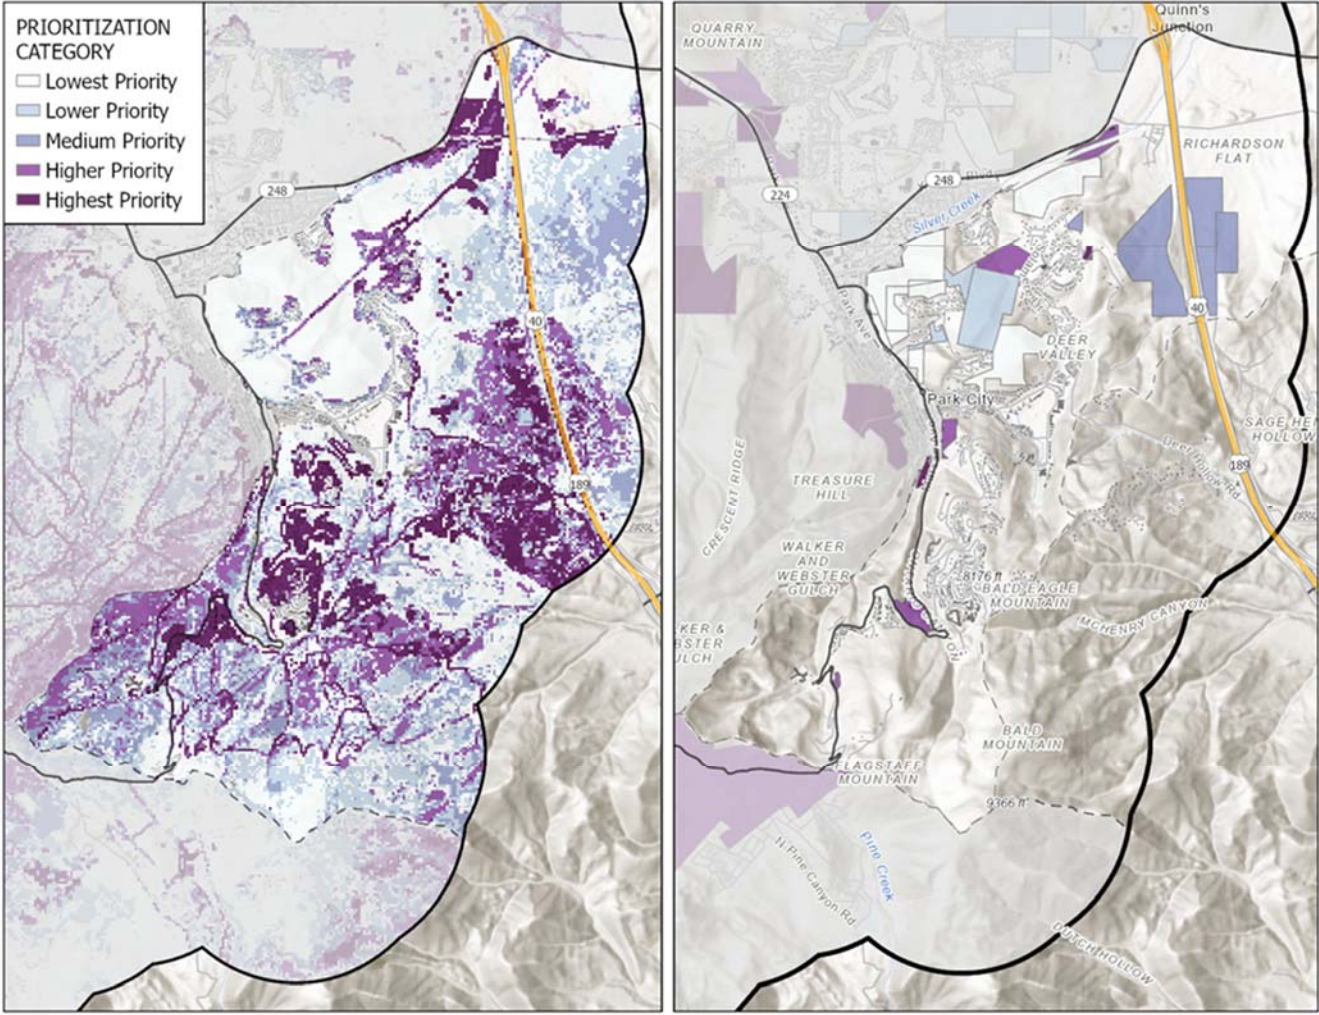 PRIORITIZATION
CATEGORY
Lowest Priority
Lower Priority
Medium Priority
Higher Priority
Highest Priority
248
40
189
QUARRY
MOUNTAIN
Quinn's
Junction
RICHARDSON
FLAT
224
248
Silver Creek
40
Park Ave
DEER
VALLEY
Park City
SAGE HE
HOLLOW
Deer Hollow Rd
189
CRESCENT RIDGE
TREASURE
HILL
WALKER
AND
WEBSTER
GULCH
8176 ft
BALD EAGLE
MOUNTAIN
MCHENRY CANYON
KER &
BSTER
ULCH
ON
BALD
MOUNTAIN
FLAGSTAFF
MOUNTAIN
9366 ft
N Pine Canyon Rd
Pine Creek
DUTCH HOLLOW